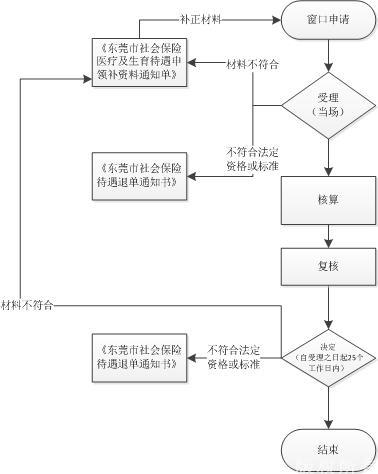 补正材料
窗口申请
《东莞市社会保险
医疗及生育待遇申
领补资料通知单》
材料不符合
受理
（当场）
不符合法定
资格或标准
《东莞市社会保险
待遇退单通知书》
核算
复核
材料不符合
决定
（自受理之日起25个
工作日内）
《东莞市社会保险
待遇退单通知书》
不符合法定
资格或标准
结束